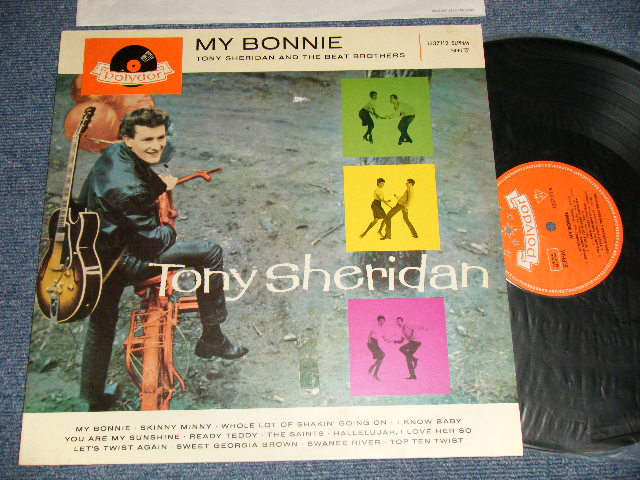 MY BONNIE
TONY SHERIDAN AND THE BEAT BROTHERS
Polydor
Tony Sheridan
MY BONNIE · SKINNY MINNY · WHOLE LOT OF SHAKIN' GOING ON · I KNOW BABY
YOU ARE MY SUNSHINE · READY TEDDY · THE SAINTS · HALLELUJAH, I LOVE HER SO
LET'S TWIST AGAIN · SWEET GEORGIA BROWN · SWANEE RIVER · TOP TEN TWIST
Polydor
MY BONNIE